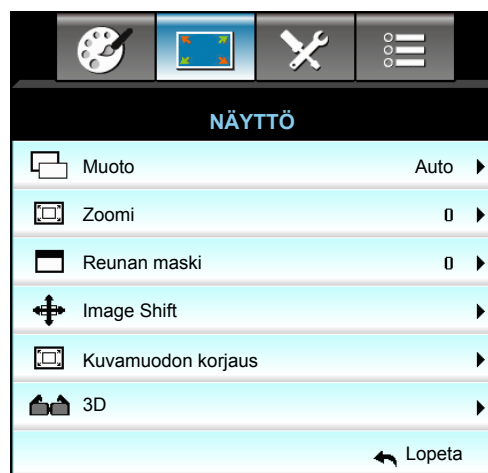 NÄYTTÖ
Muoto Auto
Zoomi 0
Reunan maski 0
Image Shift
Kuvamuodon korjaus
3D
Lopeta